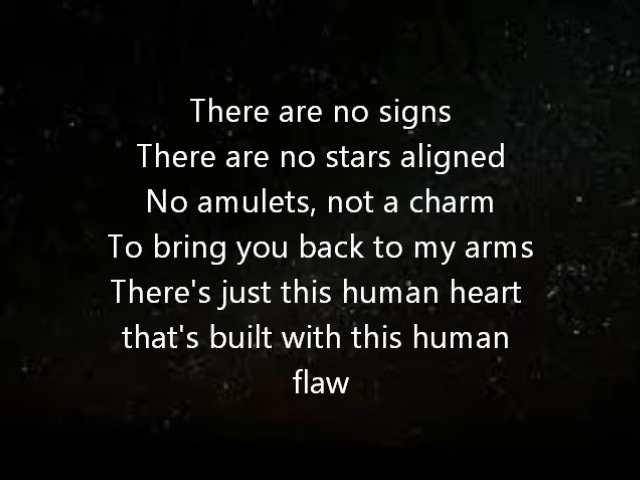 There are no signs
There are no stars aligned
No amulets, not a charm
To bring you back to my arms
There's just this human heart
that's built with this human
flaw